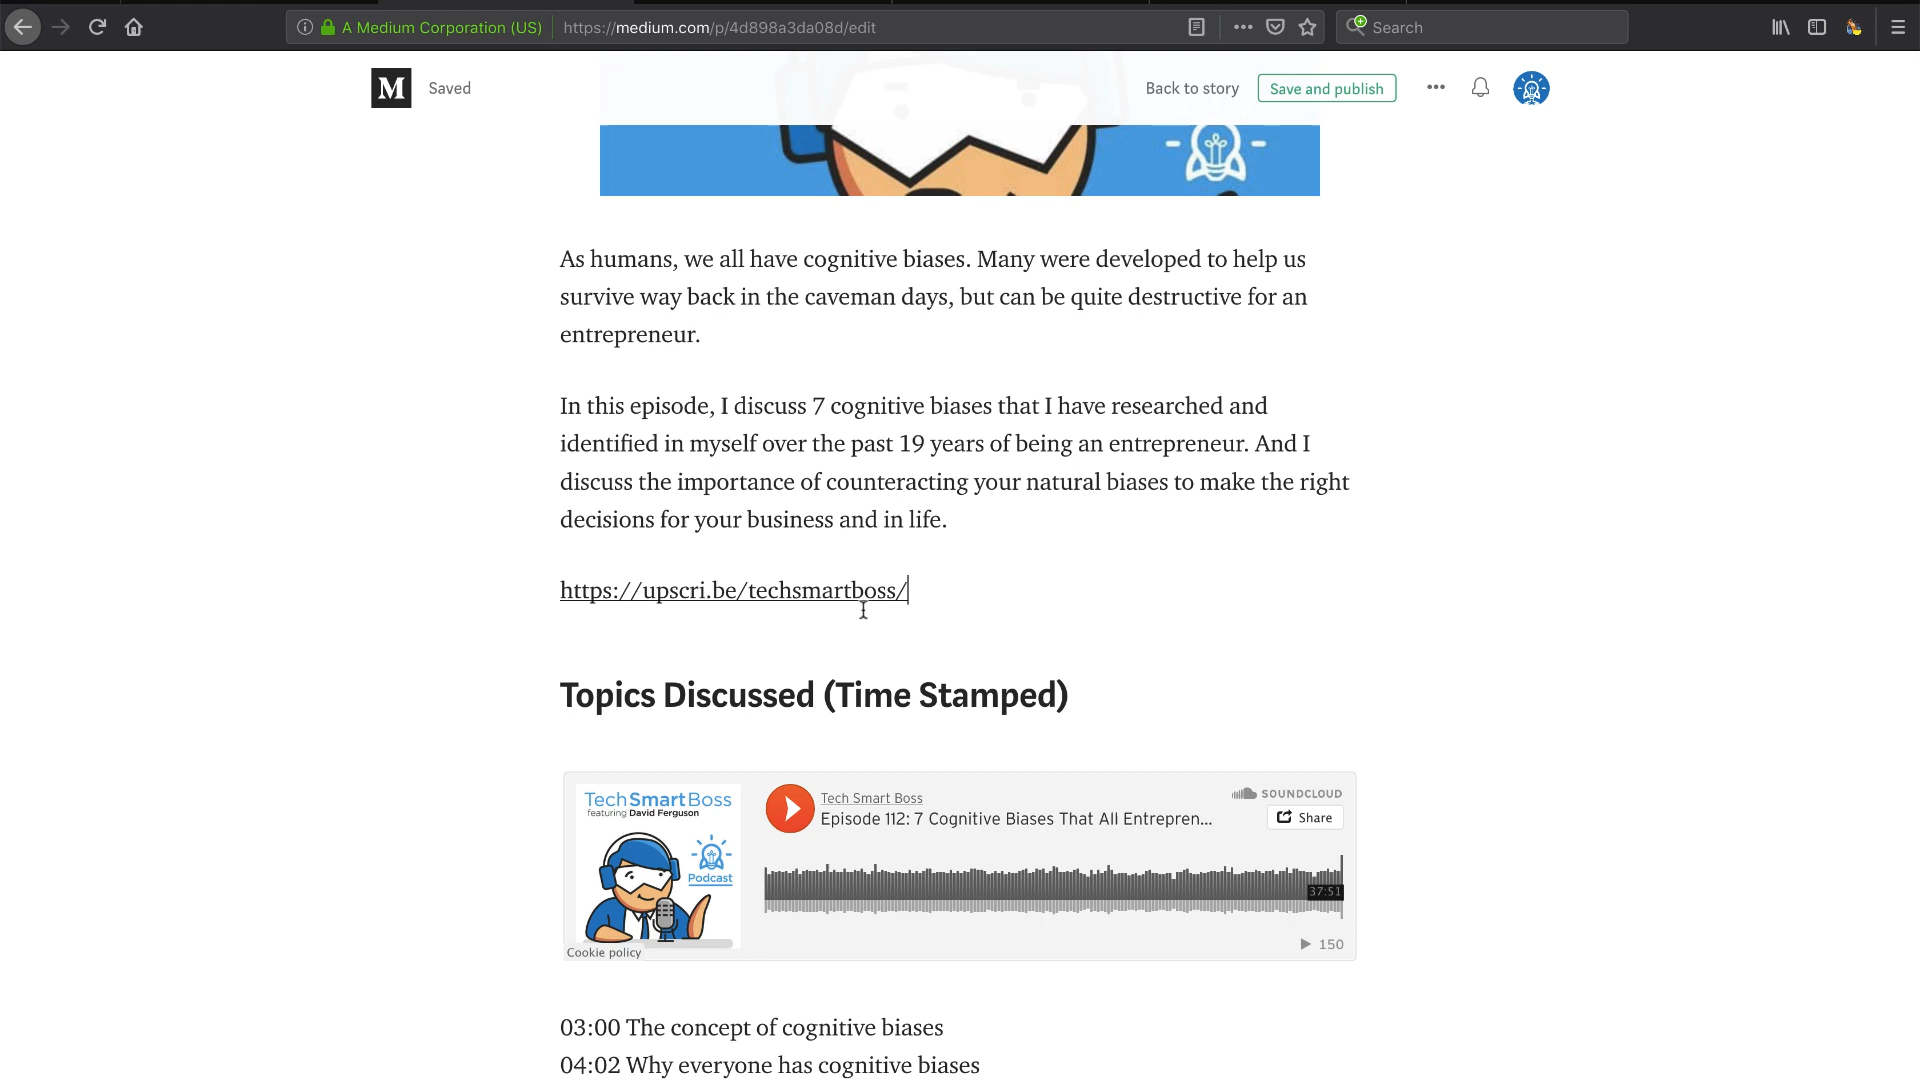 A Medium Corporation (US)
https://medium.com/p/4d898a3da08d/edit
Search
M
Saved
Back to story
Save and publish
As humans, we all have cognitive biases. Many were developed to help us
survive way back in the caveman days, but can be quite destructive for an
entrepreneur.
In this episode, I discuss 7 cognitive biases that I have researched and
identified in myself over the past 19 years of being an entrepreneur. And I
discuss the importance of counteracting your natural biases to make the right
decisions for your business and in life.
https://upscri.be/techsmartboss/
Topics Discussed (Time Stamped)
TechSmartBoss
featuring David Ferguson
Podcast
Cookie policy
Tech Smart Boss
Episode 112: 7 Cognitive Biases That All Entrepren...
SOUNDCLOUD
Share
37:51
150
03:00 The concept of cognitive biases
04:02 Why everyone has cognitive biases